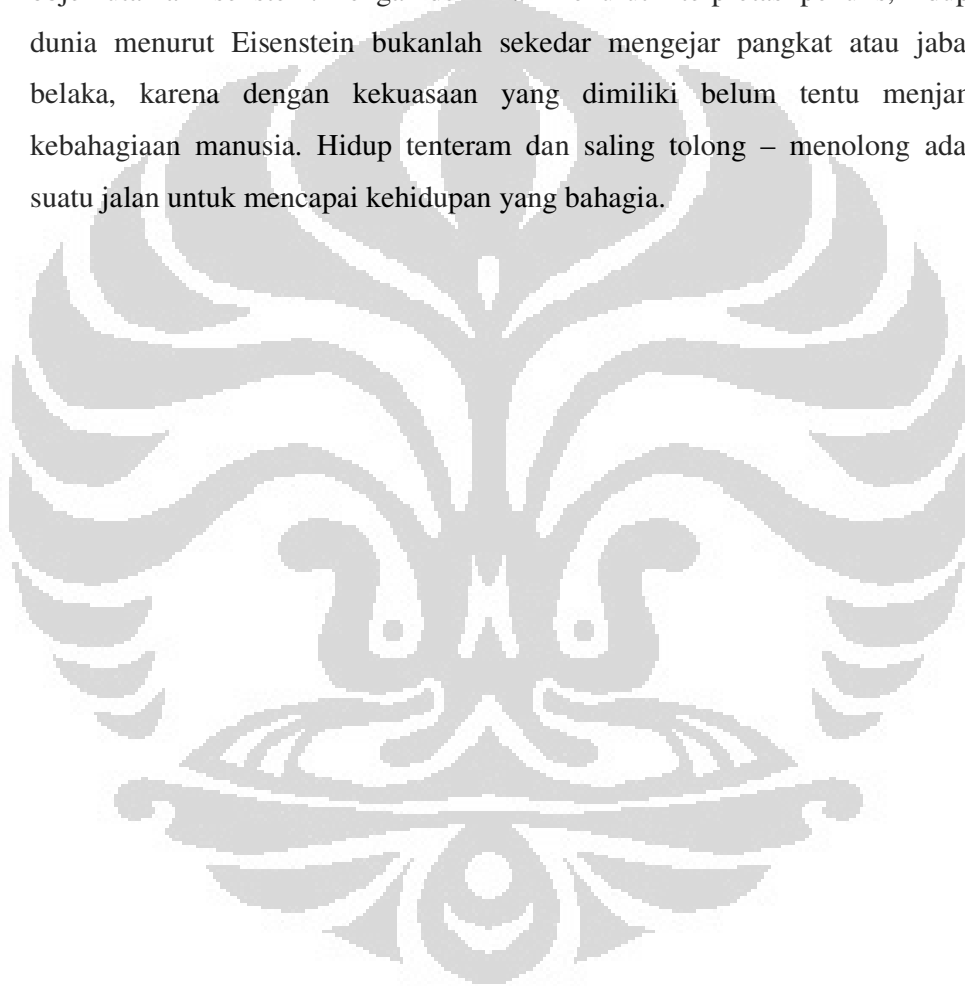 dunia menurut Eisenstein bukanlah sekedar mengejar pangkat atau jaba
belaka, karena dengan kekuasaan yang dimiliki belum tentu menjan
kebahagiaan manusia. Hidup tenteram dan saling tolong – menolong ada
suatu jalan untuk mencapai kehidupan yang bahagia.